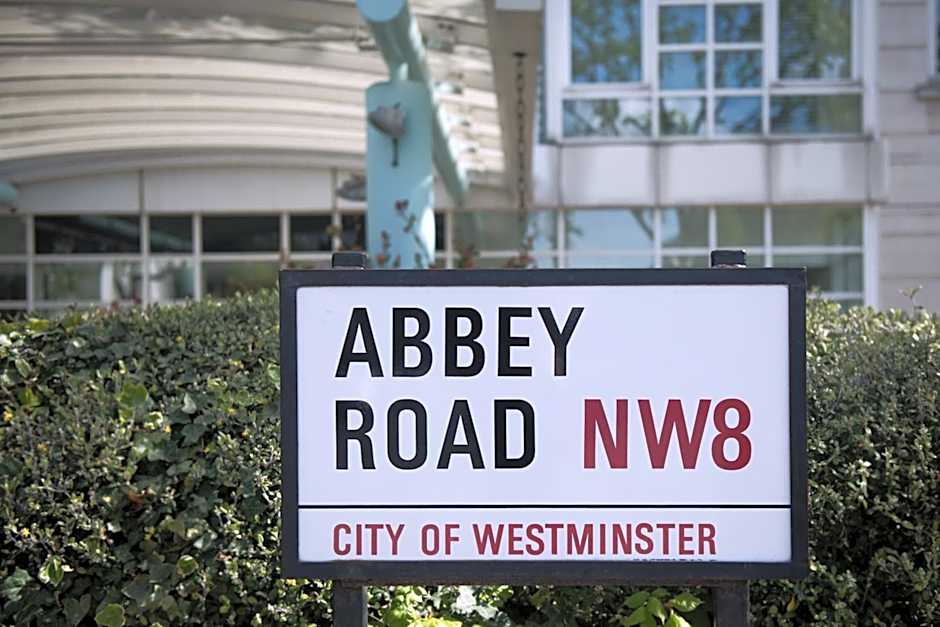 ABBEY
ROAD NW8
CITY OF WESTMINSTER